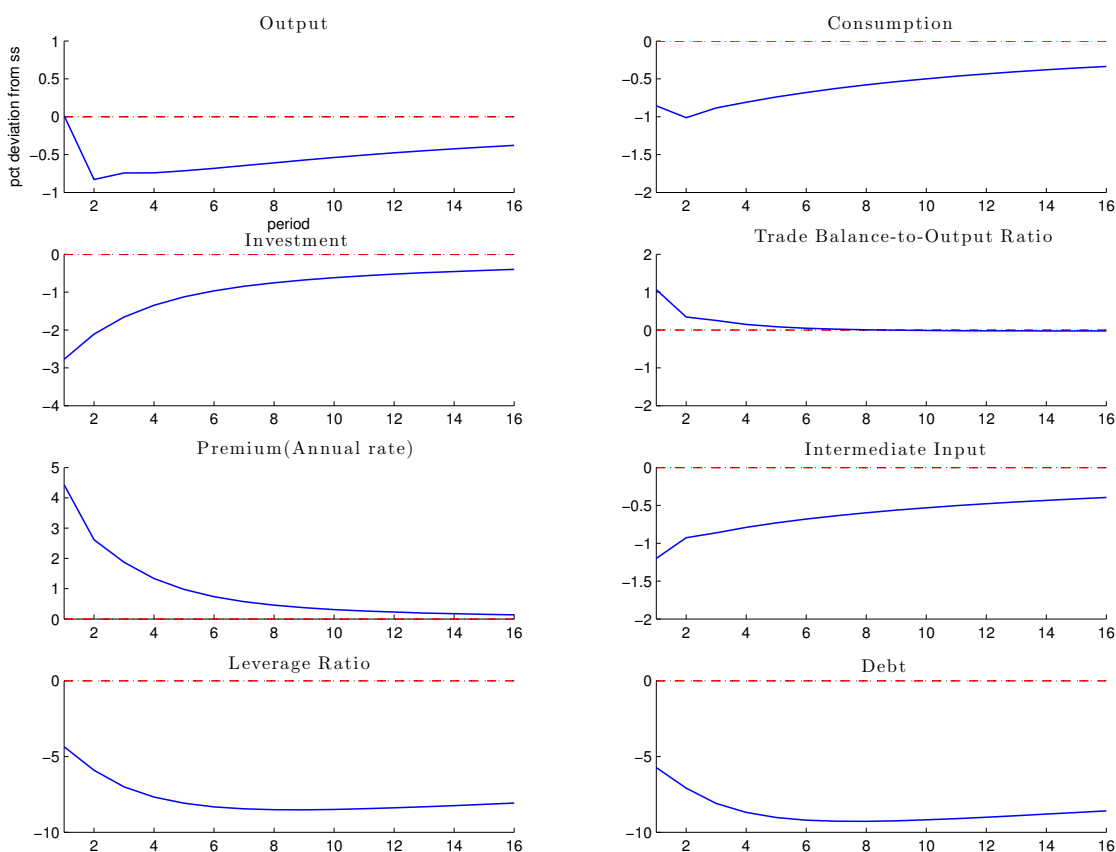 Output
pct deviation from ss
1
0.5
0
−0.5
−1
2 4 6 8 10 12 14 16
period
Consumption
0
−0.5
−1
−1.5
−2
2 4 6 8 10 12 14 16
Investment
0
−1
−2
−3
−4
2 4 6 8 10 12 14 16
Trade Balance-to-Output Ratio
2
1
0
−1
−2
2 4 6 8 10 12 14 16
Premium(Annual rate)
5
4
3
2
1
0
2 4 6 8 10 12 14 16
Intermediate Input
0
−0.5
−1
−1.5
−2
2 4 6 8 10 12 14 16
Leverage Ratio
0
−5
−10
2 4 6 8 10 12 14 16
Debt
0
−5
−10
2 4 6 8 10 12 14 16